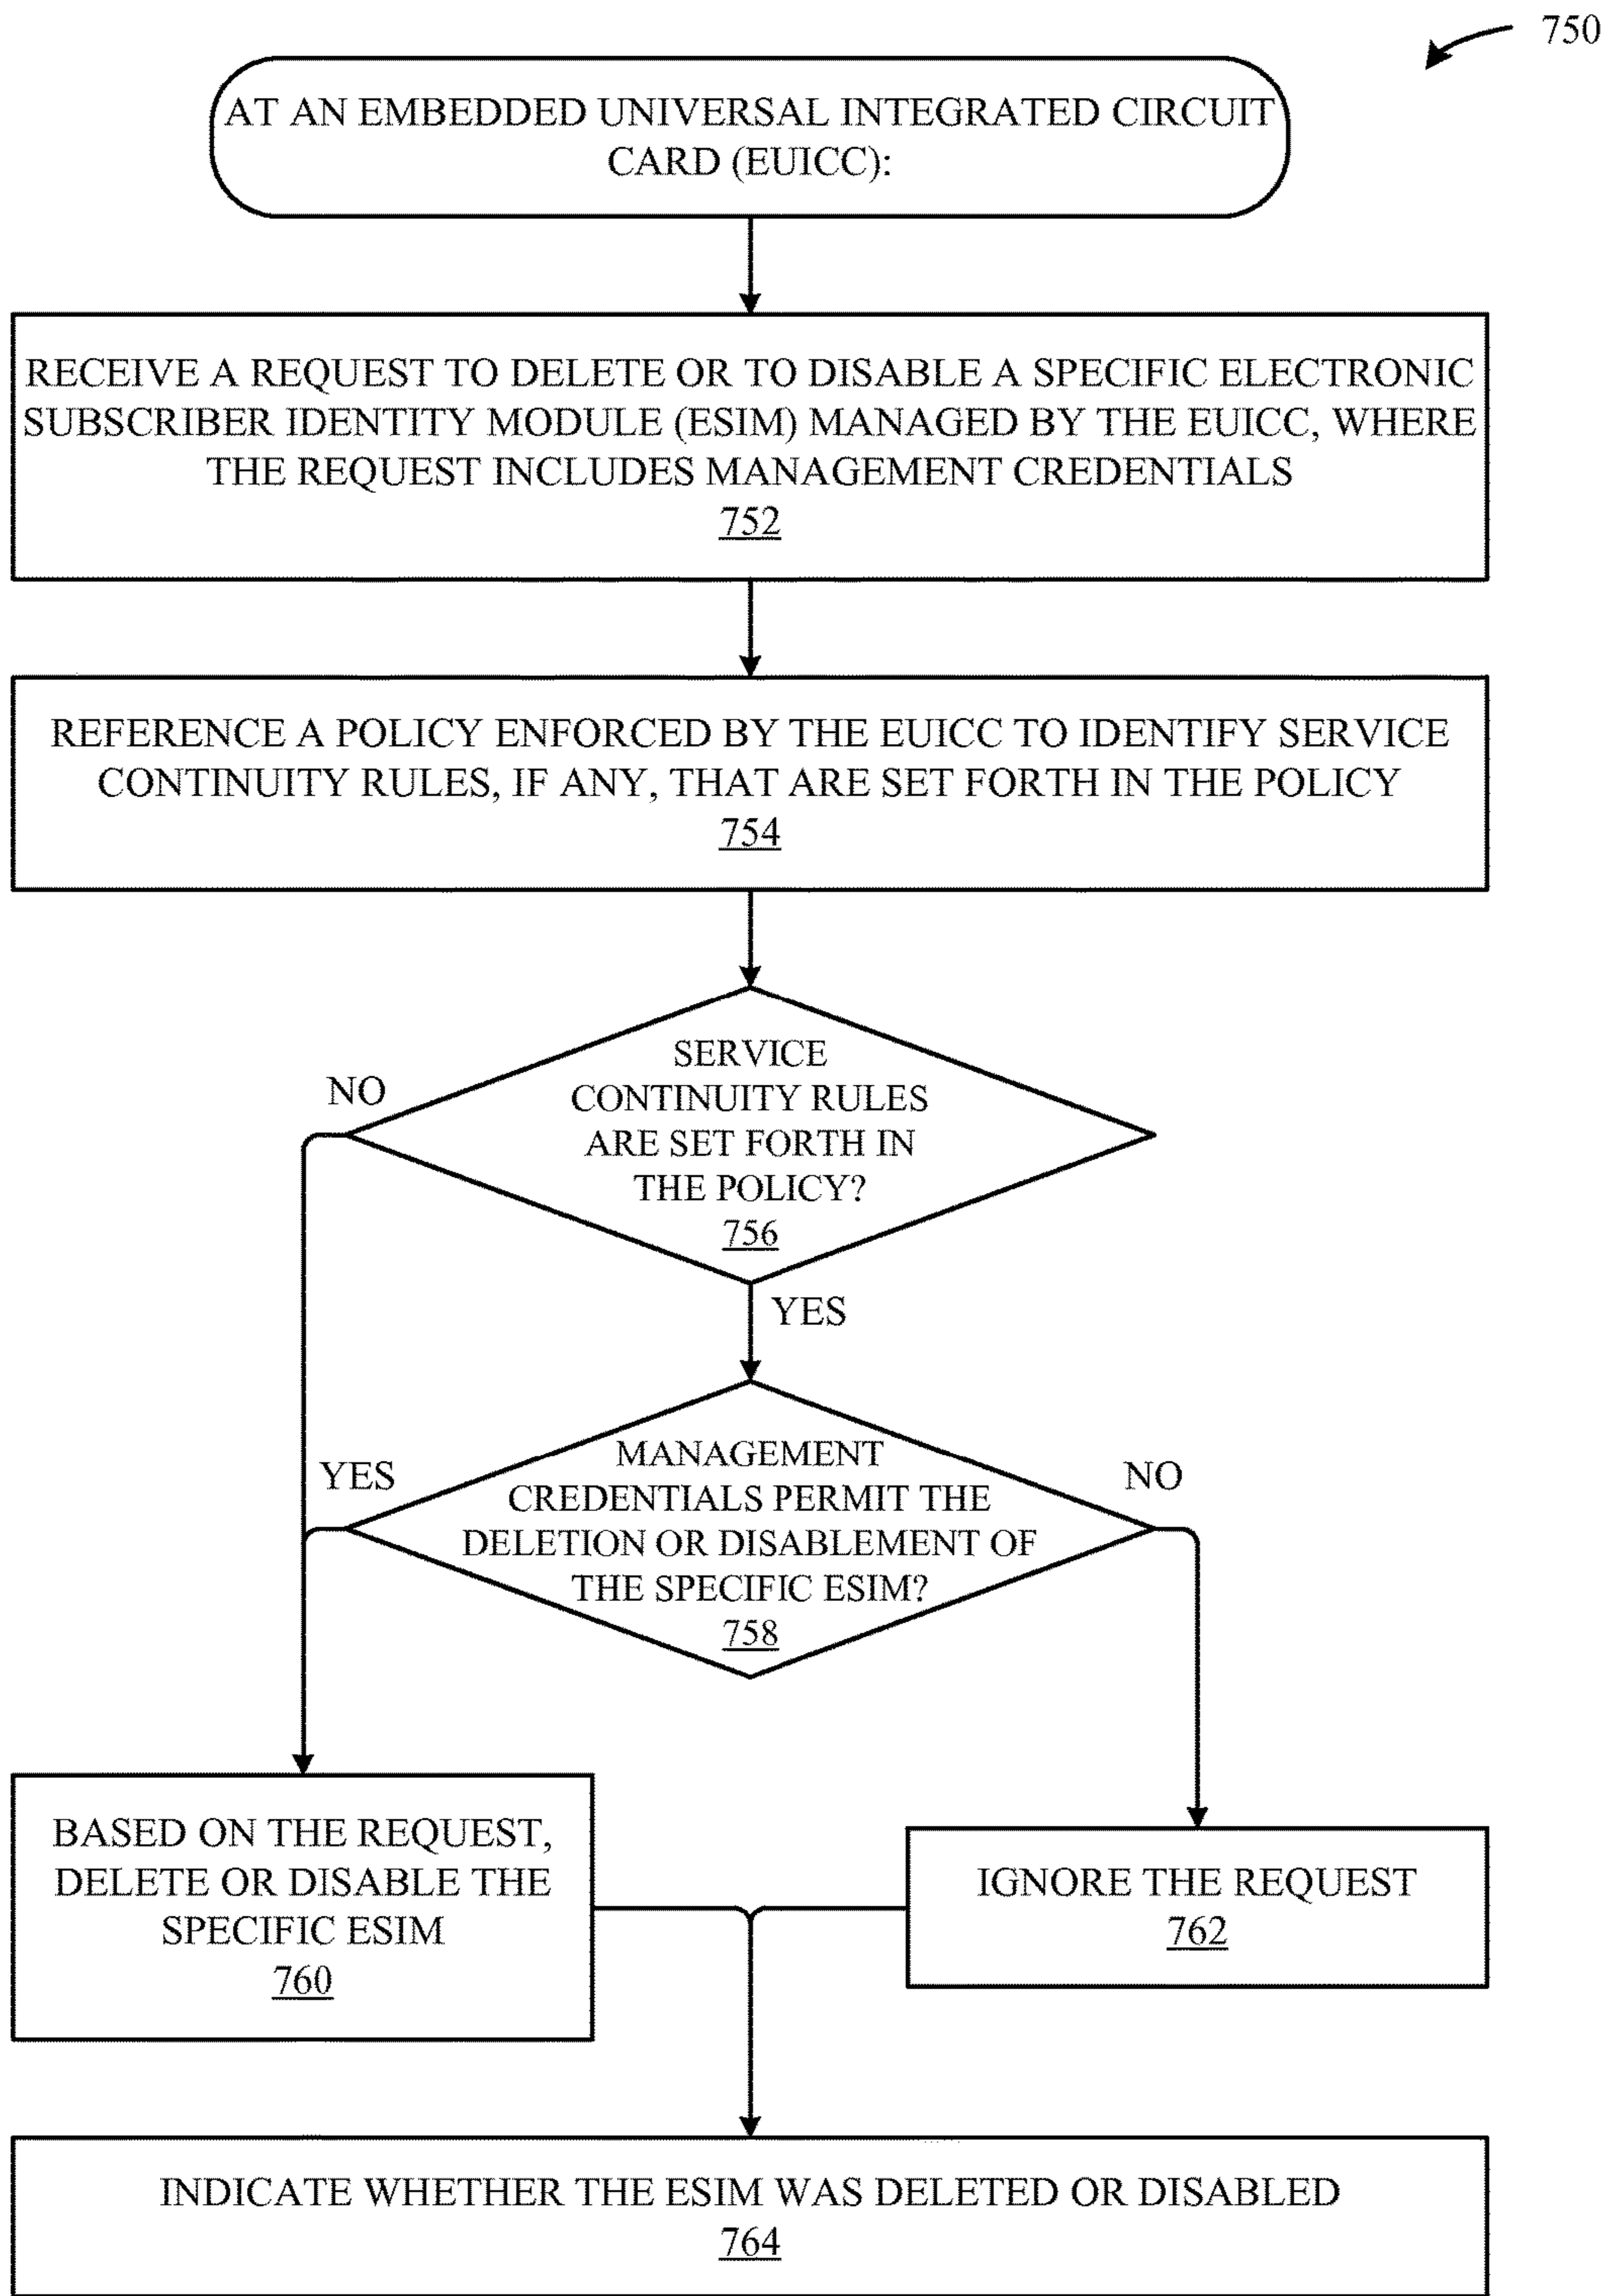 750
AT AN EMBEDDED UNIVERSAL INTEGRATED CIRCUIT
CARD (EUICC):
RECEIVE A REQUEST TO DELETE OR TO DISABLE A SPECIFIC ELECTRONIC
SUBSCRIBER IDENTITY MODULE (ESIM) MANAGED BY THE EUICC, WHERE
THE REQUEST INCLUDES MANAGEMENT CREDENTIALS
752
REFERENCE A POLICY ENFORCED BY THE EUICC TO IDENTIFY SERVICE
CONTINUITY RULES, IF ANY, THAT ARE SET FORTH IN THE POLICY
754
SERVICE
CONTINUITY RULES
ARE SET FORTH IN
THE POLICY?
756
NO
YES
MANAGEMENT
CREDENTIALS PERMIT THE
DELETION OR DISABLEMENT OF
THE SPECIFIC ESIM?
758
YES
NO
BASED ON THE REQUEST,
DELETE OR DISABLE THE
SPECIFIC ESIM
760
IGNORE THE REQUEST
762
INDICATE WHETHER THE ESIM WAS DELETED OR DISABLED
764